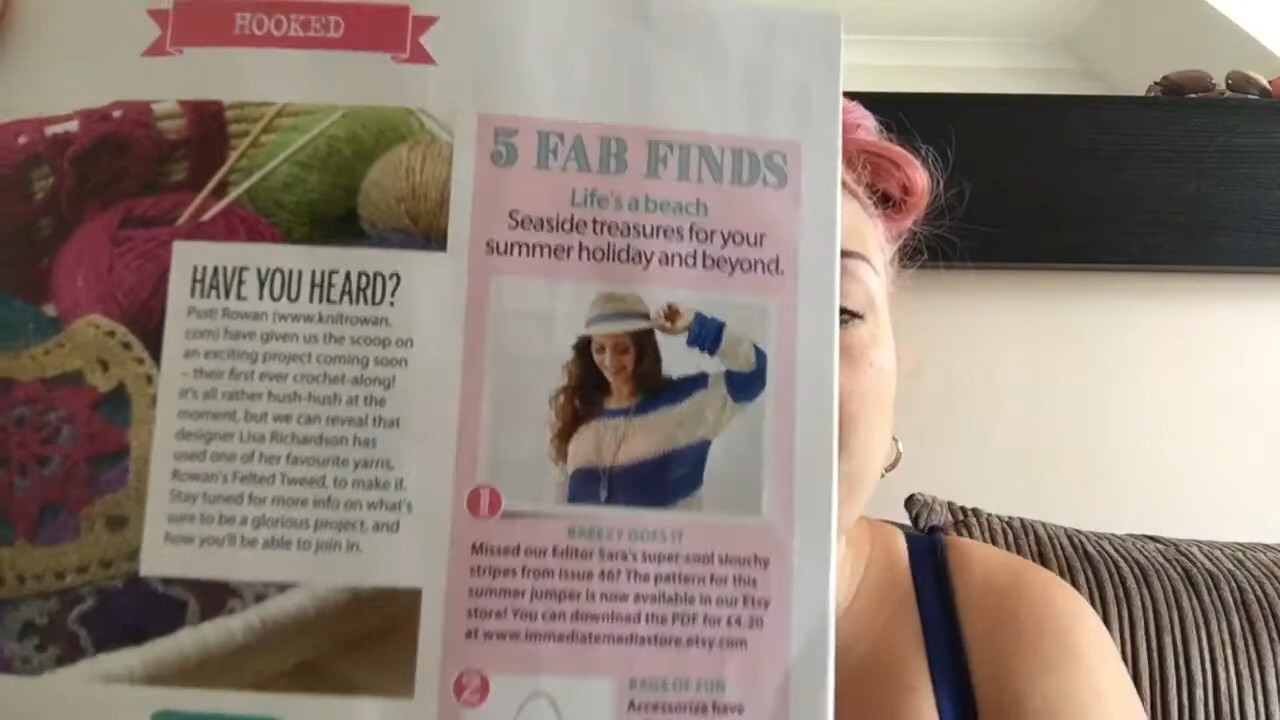 HOOKED
HAVE YOU HEARD?
Psst! Rowan (www.knitrowan.
com) have given us the scoop on
an exciting project coming soon
– their first ever crochet-along!
It's all rather hush-hush at the
moment, but we can reveal that
designer Lisa Richardson has
used one of her favourite yarns,
Rowan's Felted Tweed, to make it.
Stay tuned for more info on what's
sure to be a glorious project, and
how you'll be able to join in.
5 FAB FINDS
Life's a beach
Seaside treasures for your
summer holiday and beyond.
1
BREEZY DOES IT
Missed our Editor Sara's super-cool slouchy
stripes from issue 46? The pattern for this
summer jumper is now available in our Etsy
store! You can download the PDF for £4.20
at www.immediatemediastore.etsy.com
2
OF FUN
Accessorize have